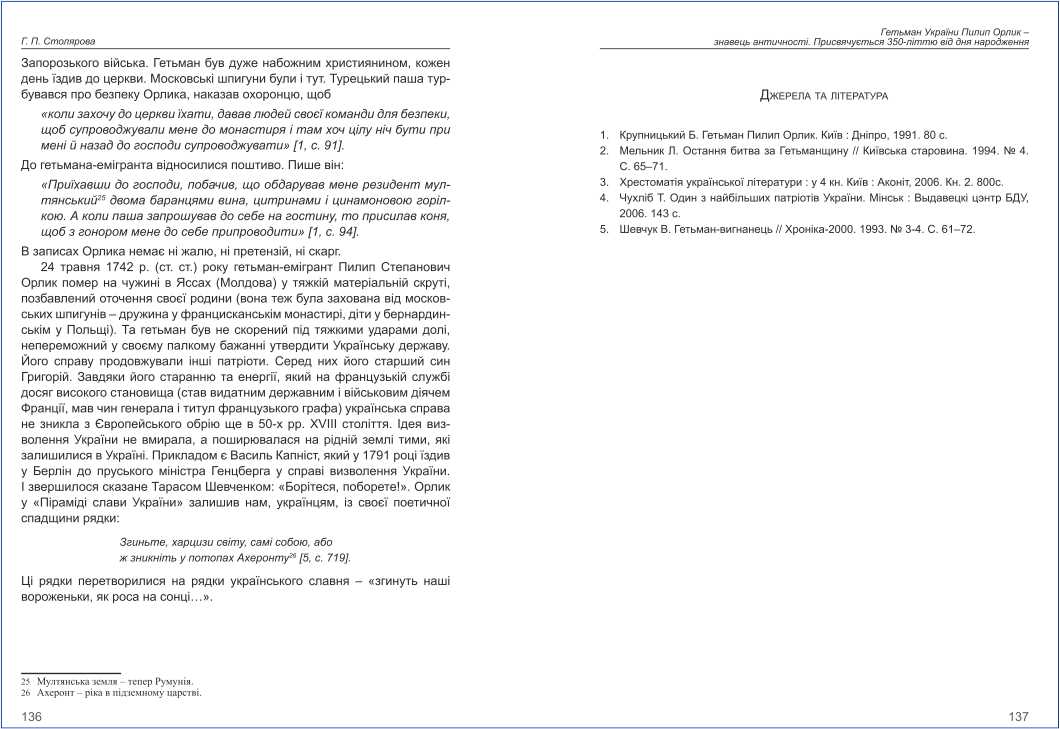 Г. П. Столярова
Запорозького війська. Гетьман був дуже набожним християнином, кожен
день їздив до церкви. Московські шпигуни були і тут. Турецький паша тур-
бувався про безпеку Орлика, наказав охоронцю, щоб
«коли захочу до церкви їхати, давав людей своєї команди для безпеки,
щоб супроводжували мене до монастиря і там хоч цілу ніч бути при
мені й назад до господи супроводжувати» [1, с. 91].
До гетьмана-емігранта відносилися поштиво. Пише він:
«Приїхавши до господи, побачив, що обдарував мене резидент мул-
тянський²⁵ двома баранцями вина, цитринами і цинамоновою горіл-
кою. А коли паша запрошував до себе на гостину, то присилав коня,
щоб з гонором мене до себе припроводити» [1, с. 94].
В записах Орлика немає ні жалю, ні претензій, ні скарг.
24 травня 1742 р. (ст. ст.) року гетьман-емігрант Пилип Степанович
Орлик помер на чужині в Яссах (Молдова) у тяжкій матеріальній скруті,
позбавлений оточення своєї родини (вона теж була захована від москов-
ських шпигунів – дружина у францисканськім монастирі, діти у бернардин-
ськім у Польщі). Та гетьман був не скорений під тяжкими ударами долі,
непереможний у своєму палкому бажанні утвердити Українську державу.
Його справу продовжували інші патріоти. Серед них його старший син
Григорій. Завдяки його старанню та енергії, який на французькій службі
досяг високого становища (став видатним державним і військовим діячем
Франції, мав чин генерала і титул французького графа) українська справа
не зникла з Європейського обрію ще в 50-х рр. XVIII століття. Ідея виз-
волення України не вмирала, а поширювалася на рідній землі тими, які
залишилися в Україні. Прикладом є Василь Капніст, який у 1791 році їздив
у Берлін до пруського міністра Генцберга у справі визволення України.
І звершилося сказане Тарасом Шевченком: «Борітеся, поборете!». Орлик
у «Піраміді слави України» залишив нам, українцям, із своєї поетичної
спадщини рядки:
Згиньте, харцизи світу, самі собою, або
ж зникніть у потопах Ахеронту²⁶ [5, с. 719].
Ці рядки перетворилися на рядки українського славня – «згинуть наші
вороженьки, як роса на сонці…».
25 Мултянська земля – тепер Румунія.
26 Ахеронт – ріка в підземному царстві.
136
Гетьман України Пилип Орлик –
знавець античності. Присвячується 350-літтю від дня народження
Джерела та література
1. Крупницький Б. Гетьман Пилип Орлик. Київ : Дніпро, 1991. 80 с.
2. Мельник Л. Остання битва за Гетьманщину // Київська старовина. 1994. № 4.
С. 65–71.
3. Хрестоматія української літератури : у 4 кн. Київ : Аконіт, 2006. Кн. 2. 800с.
4. Чухліб Т. Один з найбільших патріотів України. Мінськ : Выдавецкі цэнтр БДУ,
2006. 143 с.
5. Шевчук В. Гетьман-вигнанець // Хроніка-2000. 1993. № 3-4. С. 61–72.
137